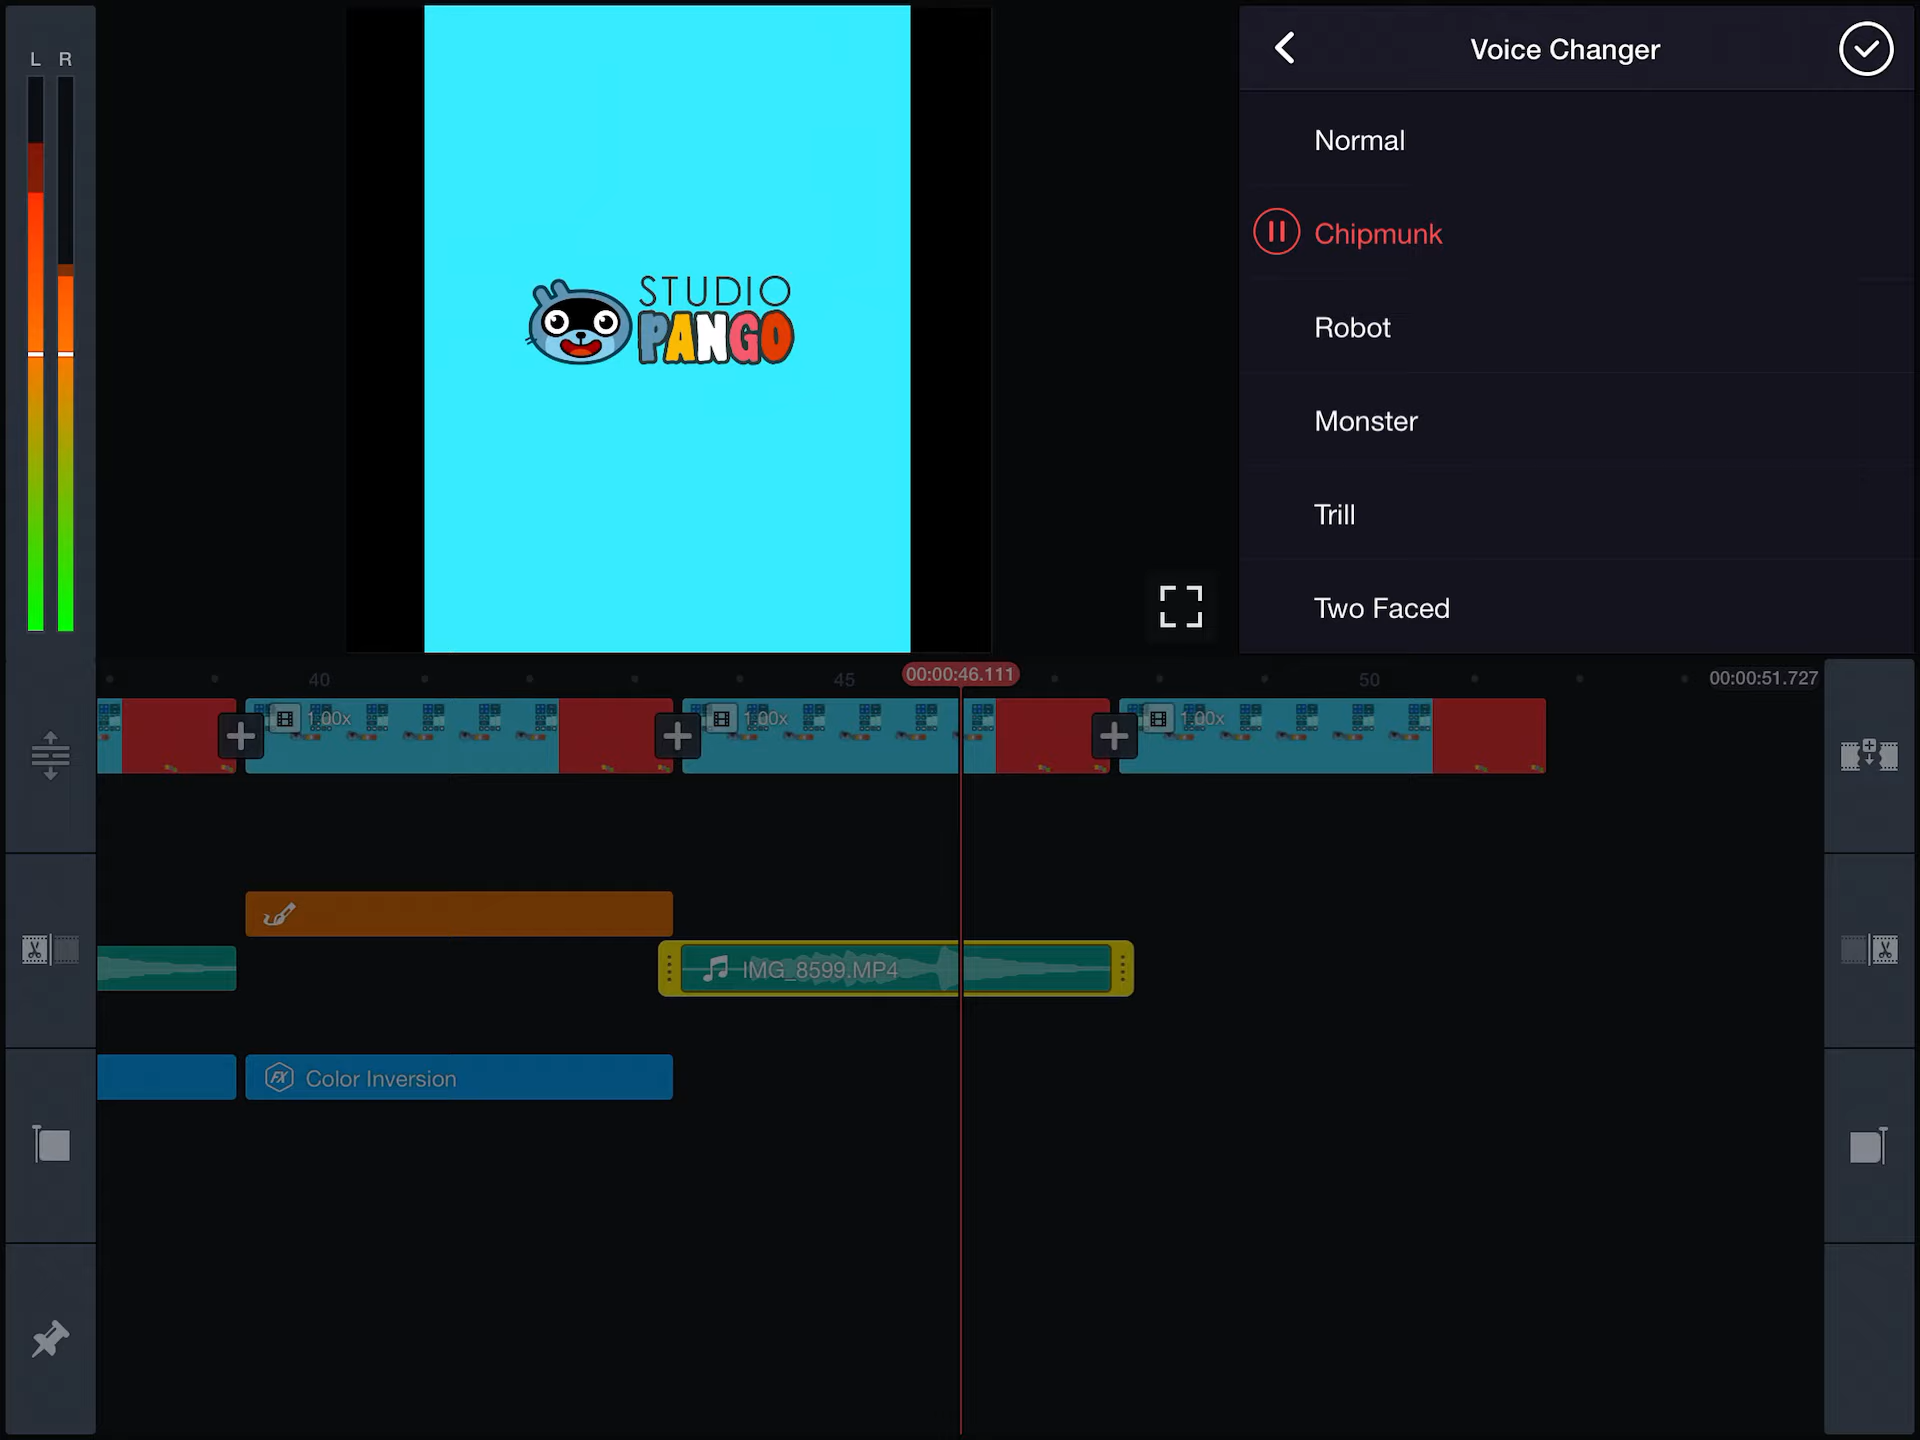 L R
STUDIO
PANGO
Voice Changer
Normal
Chipmunk
Robot
Monster
Trill
Two Faced
40
45
00:00:46.111
50
00:00:51.727
1.00x
1.00x
1.00x
IMG_8599.MP4
FX
Color Inversion